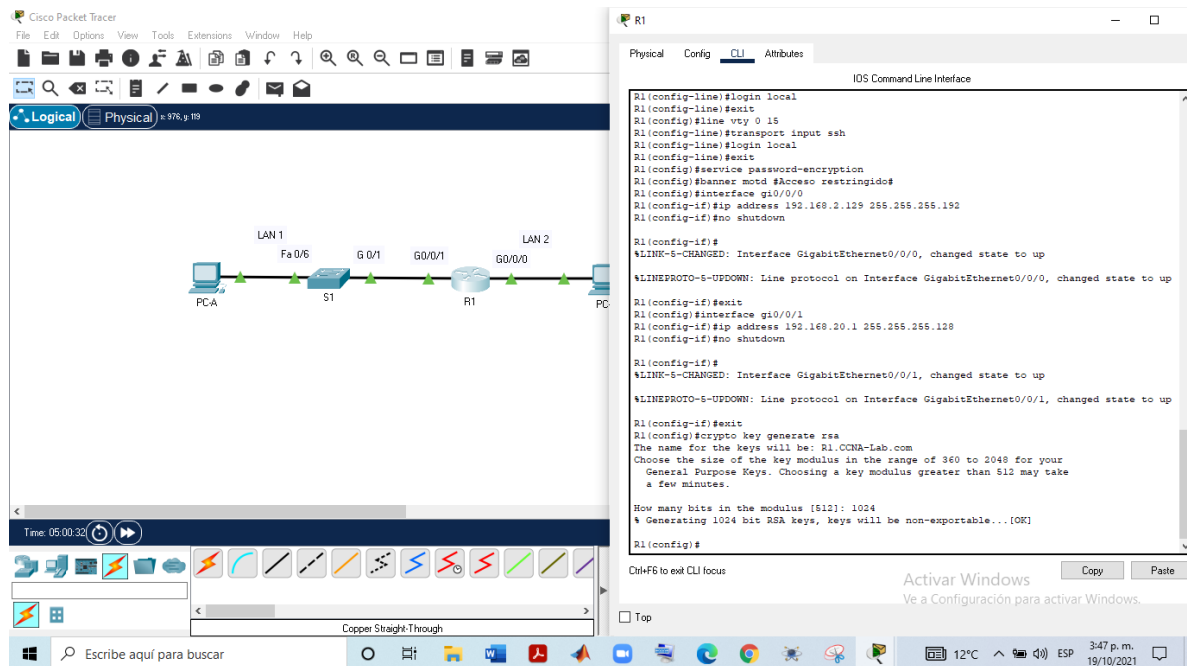 Cisco Packet Tracer
File Edit Options View Tools Extensions Window Help
Logical
Physical
x: 976, y: 119
LAN 1
LAN 2
Fa 0/6
G 0/1
G0/0/1
G0/0/0
PC-A
S1
R1
PC-
Time: 05:00:32
Copper Straight-Through
R1
Physical Config CLI Attributes
IOS Command Line Interface
R1(config-line)#login local
R1(config-line)#exit
R1(config)#line vty 0 15
R1(config-line)#transport input ssh
R1(config-line)#login local
R1(config-line)#exit
R1(config)#service password-encryption
R1(config)#banner motd #Acceso restringido#
R1(config)#interface gi0/0/0
R1(config-if)#ip address 192.168.2.129 255.255.255.192
R1(config-if)#no shutdown
R1(config-if)#
%LINK-5-CHANGED: Interface GigabitEthernet0/0/0, changed state to up
%LINEPROTO-5-UPDOWN: Line protocol on Interface GigabitEthernet0/0/0, changed state to up
R1(config-if)#exit
R1(config)#interface gi0/0/1
R1(config-if)#ip address 192.168.20.1 255.255.255.128
R1(config-if)#no shutdown
R1(config-if)#
%LINK-5-CHANGED: Interface GigabitEthernet0/0/1, changed state to up
%LINEPROTO-5-UPDOWN: Line protocol on Interface GigabitEthernet0/0/1, changed state to up
R1(config-if)#exit
R1(config)#crypto key generate rsa
The name for the keys will be: R1.CCNA-Lab.com
Choose the size of the key modulus in the range of 360 to 2048 for your
General Purpose Keys. Choosing a key modulus greater than 512 may take
a few minutes.
How many bits in the modulus [512]: 1024
% Generating 1024 bit RSA keys, keys will be non-exportable...[OK]
R1(config)#
Ctrl+F6 to exit CLI focus
Copy
Paste
Activar Windows
Ve a Configuración para activar Windows.
Top
Escribe aquí para buscar
12°C
ESP
3:47 p. m.
19/10/2021